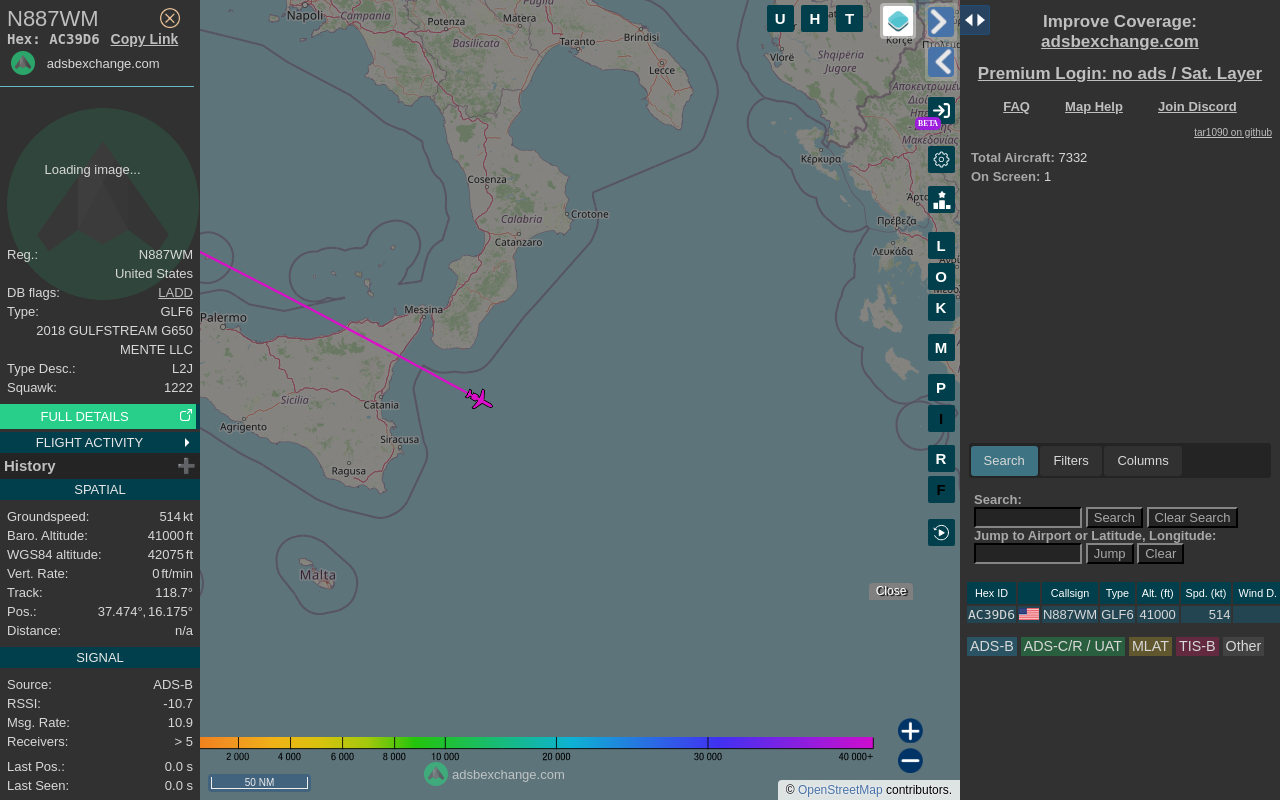 N887WM
Hex: AC39D6 Copy Link
adsbexchange.com
Loading image...
Reg.: N887WM
United States
DB flags: LADD
Type: GLF6
2018 GULFSTREAM G650
MENTE LLC
Type Desc.: L2J
Squawk: 1222
FULL DETAILS
FLIGHT ACTIVITY
History
SPATIAL
Groundspeed: 514 kt
Baro. Altitude: 41000 ft
WGS84 altitude: 42075 ft
Vert. Rate: 0 ft/min
Track: 118.7°
Pos.: 37.474°, 16.175°
Distance: n/a
SIGNAL
Source: ADS-B
RSSI: -10.7
Msg. Rate: 10.9
Receivers: > 5
Last Pos.: 0.0 s
Last Seen: 0.0 s
Napoli
Campania
Potenza
Matera
Puglia
Basilicata
Taranto
Brindisi
Lecce
Cosenza
Calabria
Crotone
Catanzaro
Messina
Palermo
Sicilia
Catania
Agrigento
Siracusa
Ragusa
Malta
Vlorë
Korçë
Shqipëria
Jugore
Κέρκυρα
Πρέβεζα
Λευκάδα
U H T
BETA
L
O
K
M
P
I
R
F
Close
2 000 4 000 6 000 8 000 10 000 20 000 30 000 40 000+
50 NM
adsbexchange.com
© OpenStreetMap contributors.
Improve Coverage:
adsbexchange.com
Premium Login: no ads / Sat. Layer
FAQ Map Help Join Discord
tar1090 on github
Total Aircraft: 7332
On Screen: 1
Search Filters Columns
Search:
Search Clear Search
Jump to Airport or Latitude, Longitude:
Jump Clear
Hex ID Callsign Type Alt. (ft) Spd. (kt) Wind D.
AC39D6 N887WM GLF6 41000 514
ADS-B ADS-C/R / UAT MLAT TIS-B Other